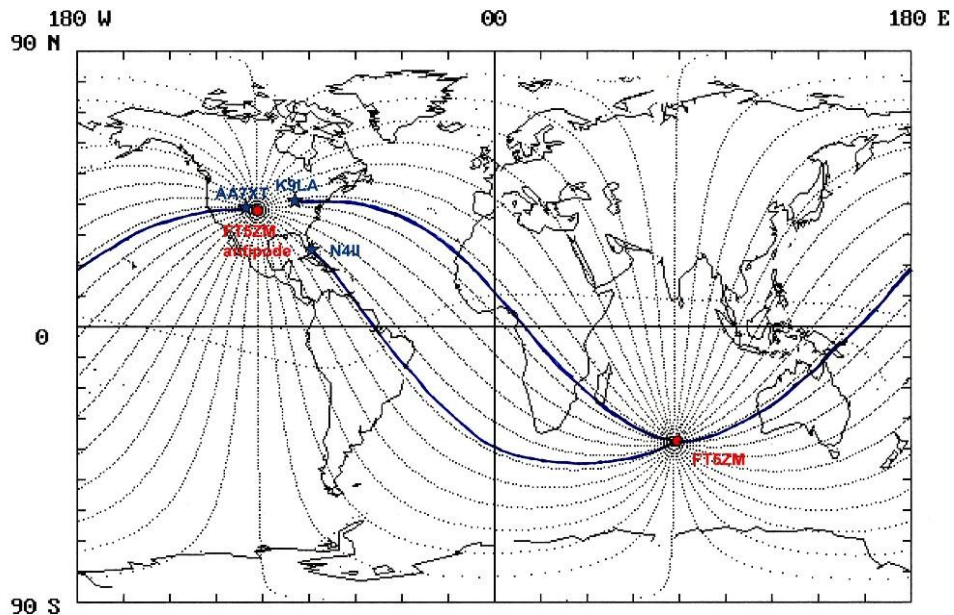 180 W 00 180 E
90 N
AA7XT K9LA
FT5ZM
antipode
N4II
0
FT5ZM
90 S